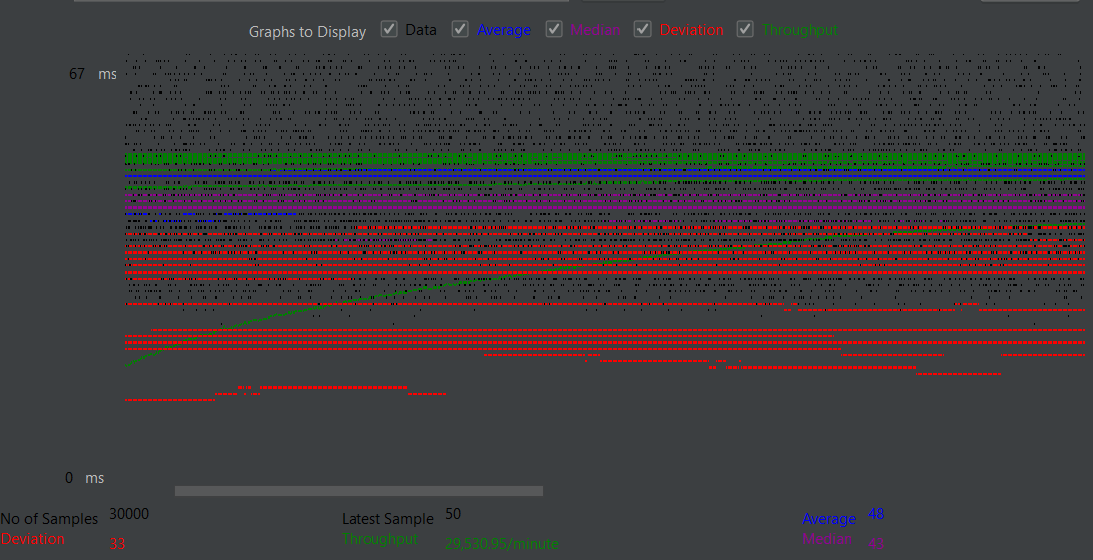 Graphs to Display Data Average Median Deviation Throughput
67 ms
0 ms
No of Samples 30000 Latest Sample 50 Average 48
Deviation 33 Throughput 29,530.95/minute Median